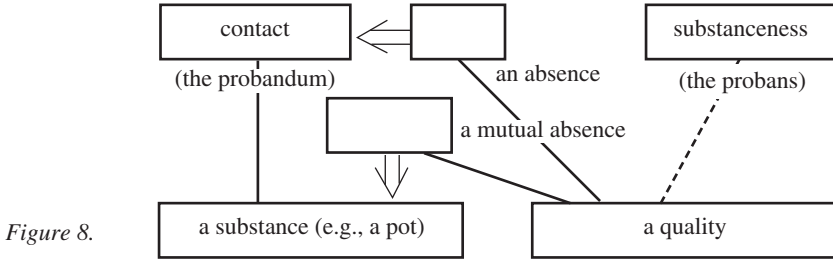 contact
substanceness
(the probandum)
an absence
(the probans)
a mutual absence
Figure 8.
a substance (e.g., a pot)
a quality